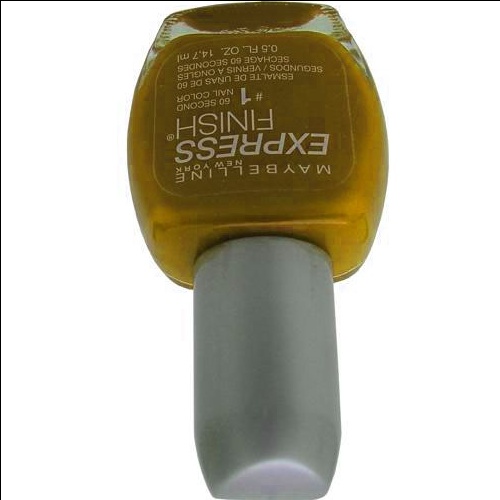 MAYBELLINE
NEW YORK
EXPRESS
FINISH®
60 SECOND
NAIL COLOR
#1
ESMALTE DE UÑAS DE 60
SEGUNDOS / VERNIS A ONGLES
SECHAGE 60 SECONDES
0.5 FL. OZ. 14.7 ml